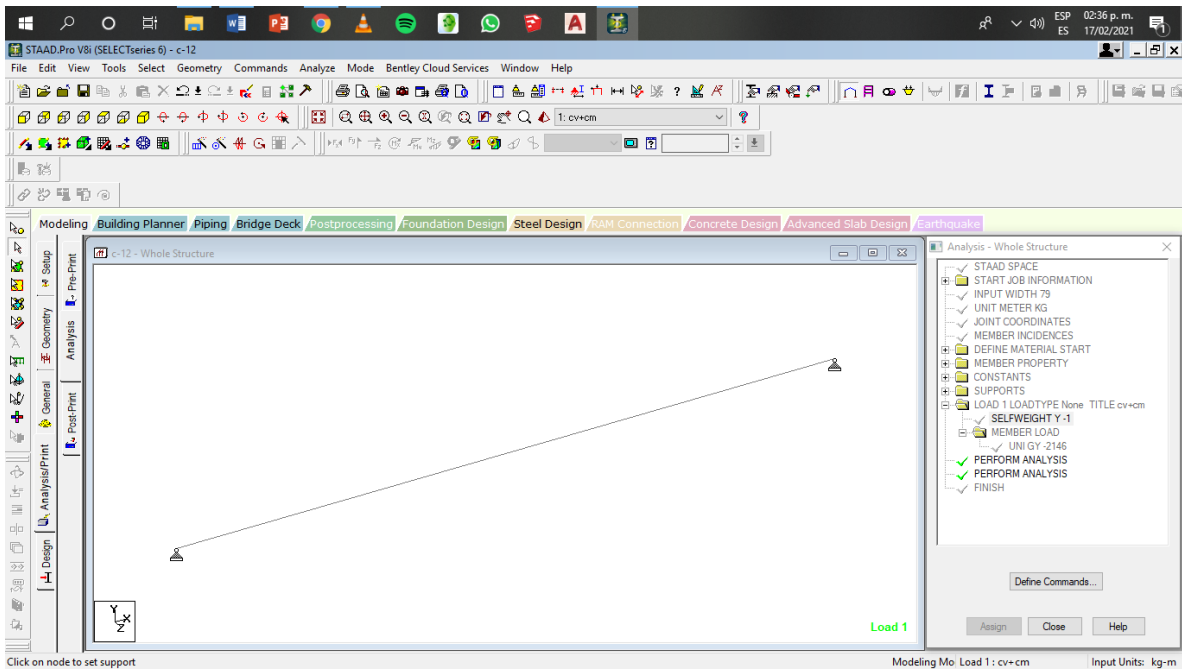 ESP
ES
02:36 p. m.
17/02/2021
STAAD.Pro V8i (SELECTseries 6) - c-12
File Edit View Tools Select Geometry Commands Analyze Mode Bentley Cloud Services Window Help
1: cv+cm
Modeling Building Planner Piping Bridge Deck Postprocessing Foundation Design Steel Design RAM Connection Concrete Design Advanced Slab Design Earthquake
Setup
Geometry
General
Analysis/Print
Design
Pre-Print
Analysis
Post-Print
c-12 - Whole Structure
Y
X
Z
Load 1
Analysis - Whole Structure
STAAD SPACE
START JOB INFORMATION
INPUT WIDTH 79
UNIT METER KG
JOINT COORDINATES
MEMBER INCIDENCES
DEFINE MATERIAL START
MEMBER PROPERTY
CONSTANTS
SUPPORTS
LOAD 1 LOADTYPE None TITLE cv+cm
SELFWEIGHT Y -1
MEMBER LOAD
UNI GY -2146
PERFORM ANALYSIS
PERFORM ANALYSIS
FINISH
Define Commands...
Assign Close Help
Click on node to set support
Modeling Mo Load 1 : cv+cm Input Units: kg-m